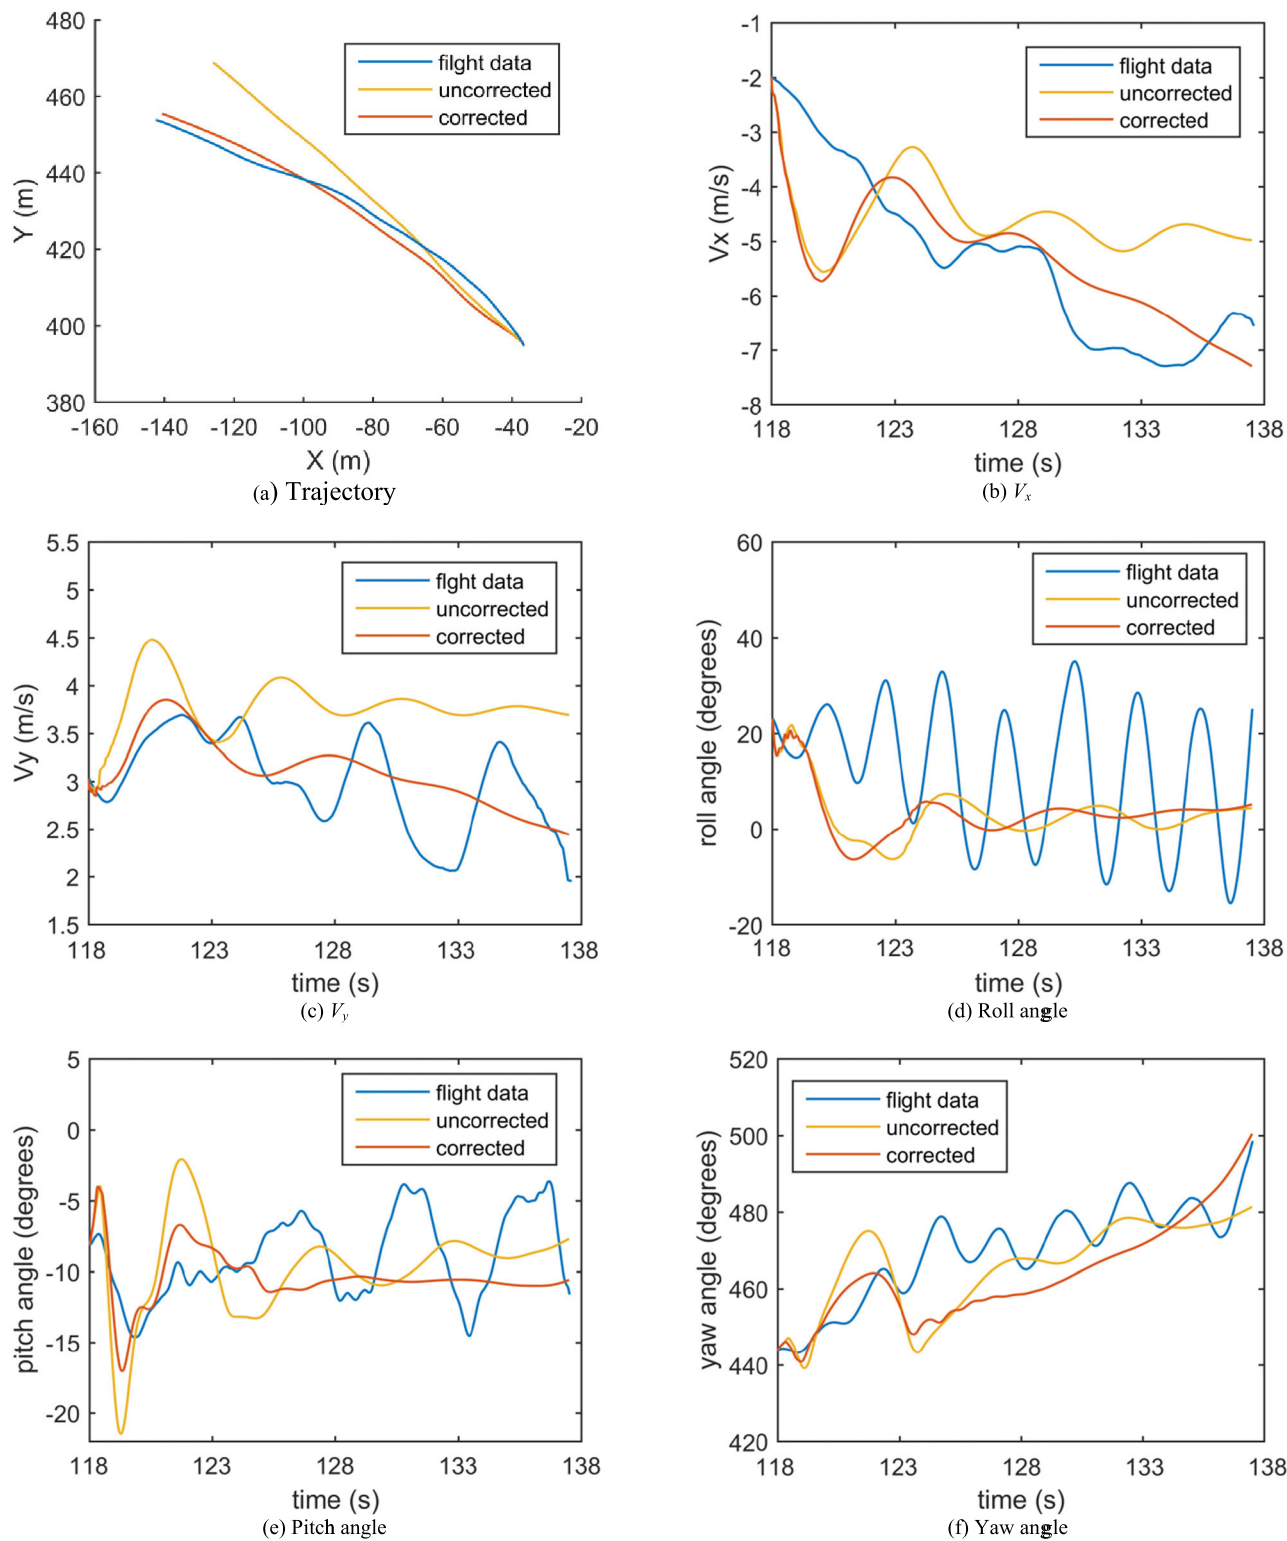 480
460
440
420
400
380
Y (m)
filght data
uncorrected
corrected
-160 -140 -120 -100 -80 -60 -40 -20
X (m)
(a) Trajectory
-1
-2
-3
-4
-5
-6
-7
-8
Vx (m/s)
flight data
uncorrected
corrected
118 123 128 133 138
time (s)
(b) Vx
5.5
5
4.5
4
3.5
3
2.5
2
1.5
Vy (m/s)
flght data
uncorrected
corrected
118 123 128 133 138
time (s)
(c) Vy
60
40
20
0
-20
roll angle (degrees)
flight data
uncorrected
corrected
118 123 128 133 138
time (s)
(d) Roll angle
5
0
-5
-10
-15
-20
pitch angle (degrees)
flight data
uncorrected
corrected
118 123 128 133 138
time (s)
(e) Pitch angle
520
500
480
460
440
420
yaw angle (degrees)
flight data
uncorrected
corrected
118 123 128 133 138
time (s)
(f) Yaw angle